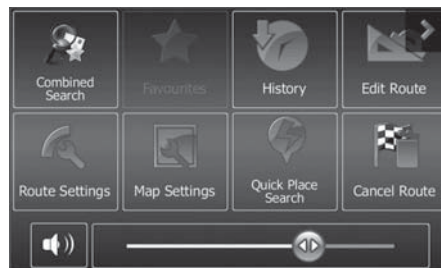 Combined
Search
Favourites
History
Edit Route
Route Settings
Map Settings
Quick Place
Search
Cancel Route